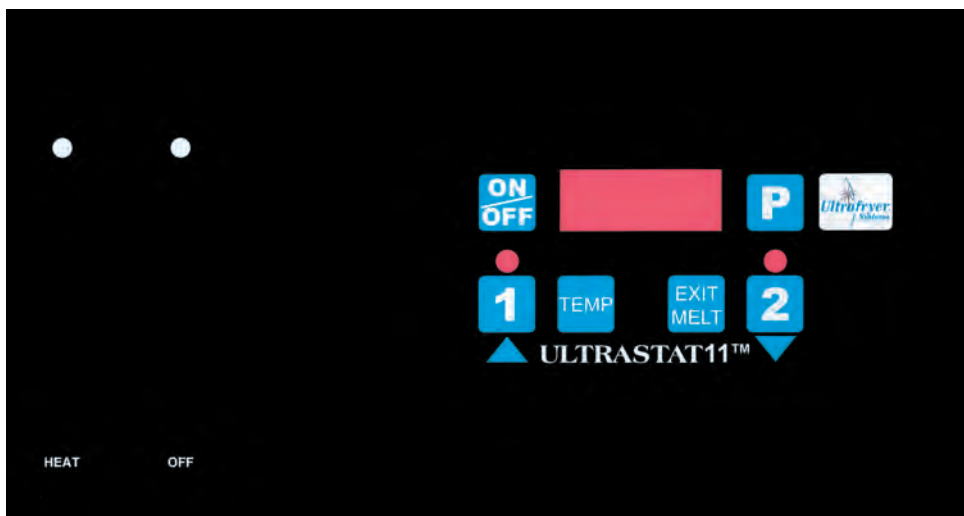 ON
OFF
P
Ultrafryer
Systems
1
TEMP
EXIT
MELT
2
ULTRASTAT11™
HEAT
OFF